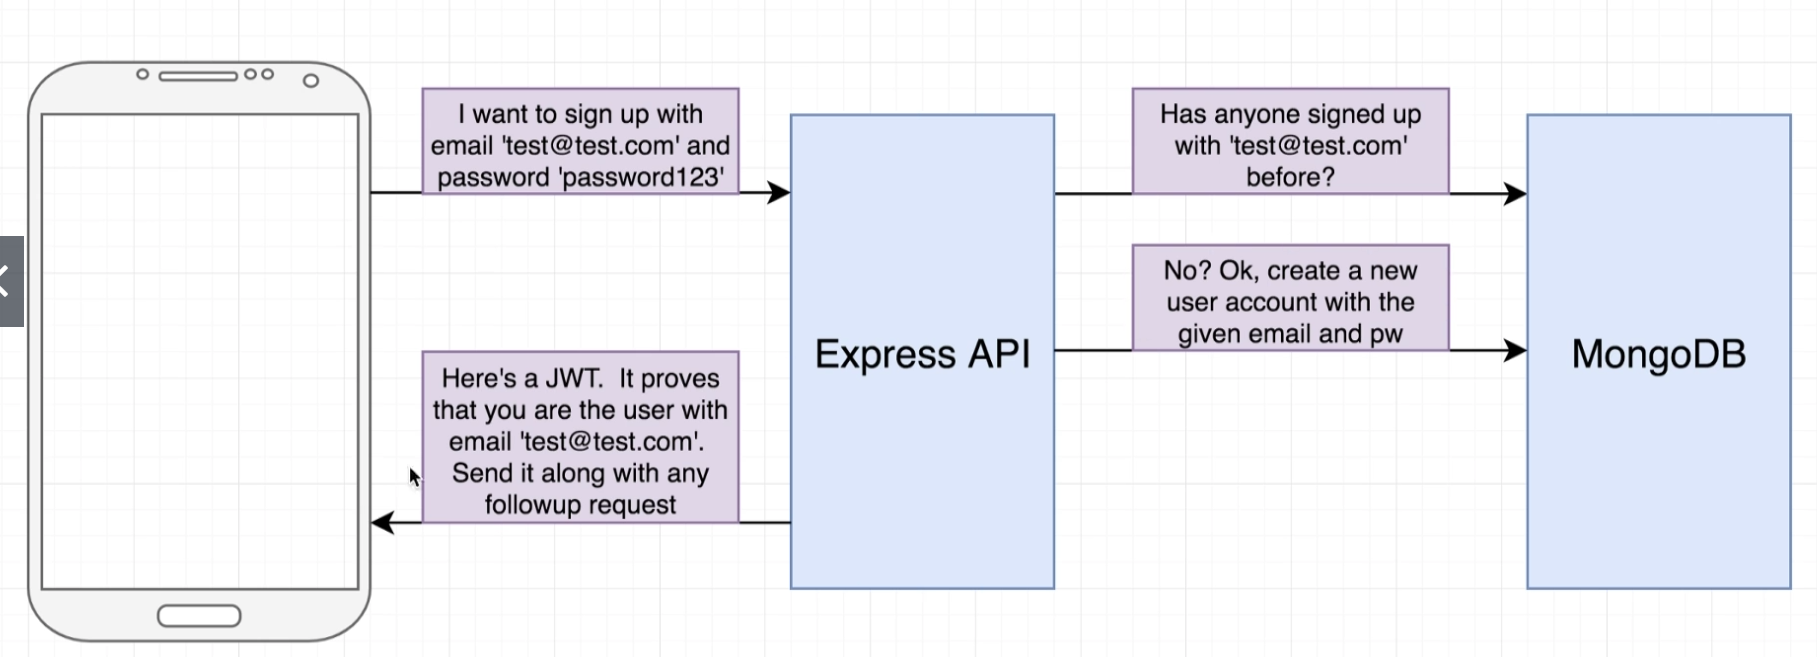 I want to sign up with
email 'test@test.com' and
password 'password123'
Has anyone signed up
with 'test@test.com'
before?
No? Ok, create a new
user account with the
given email and pw
Express API
MongoDB
Here's a JWT.  It proves
that you are the user with
email 'test@test.com'.
Send it along with any
followup request